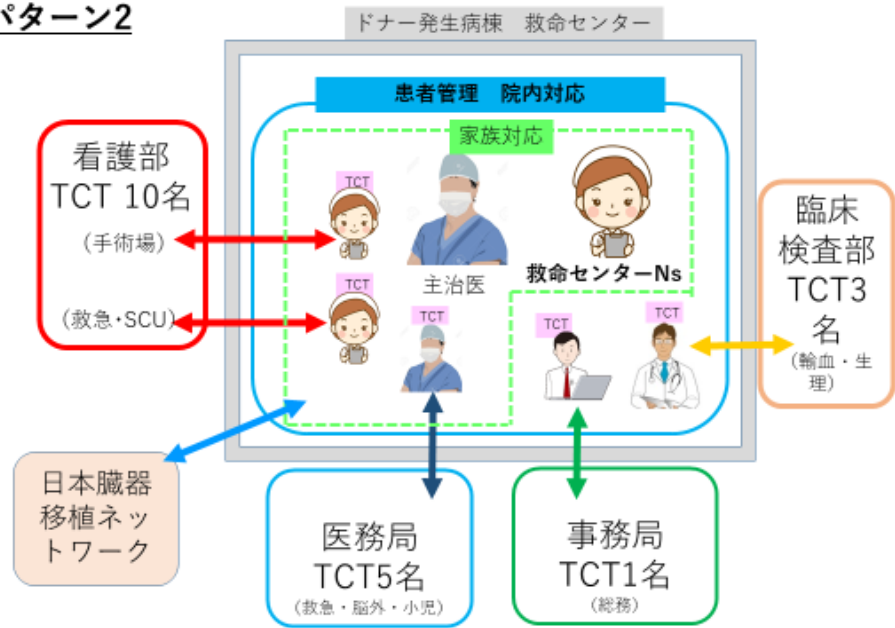 パターン2
ドナー発生病棟　救命センター
患者管理　院内対応
家族対応
看護部
TCT 10名
（手術場）
（救急・SCU）
TCT
TCT
主治医
TCT
救命センターNs
TCT
TCT
臨床
検査部
TCT3
名
（輸血・生
理）
日本臓器
移植ネッ
トワーク
医務局
TCT5名
（救急・脳外・小児）
事務局
TCT1名
（総務）